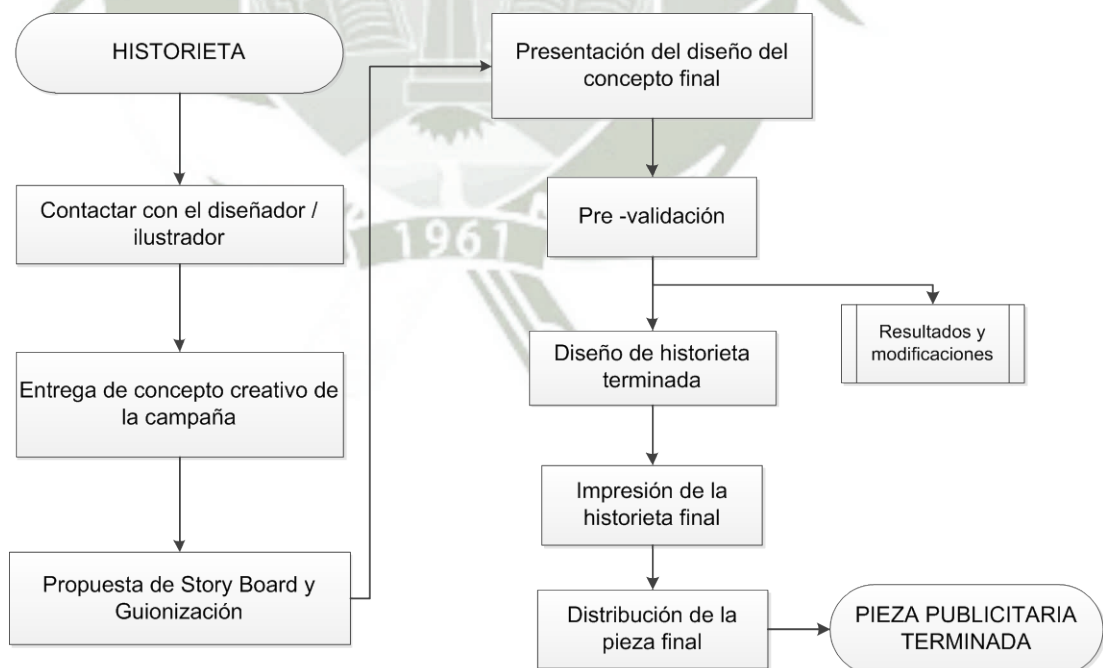 HISTORIETA
Contactar con el diseñador /
ilustrador
Entrega de concepto creativo de
la campaña
Propuesta de Story Board y
Guionización
Presentación del diseño del
concepto final
Pre -validación
Resultados y
modificaciones
Diseño de historieta
terminada
Impresión de la
historieta final
Distribución de la
pieza final
PIEZA PUBLICITARIA
TERMINADA
1961